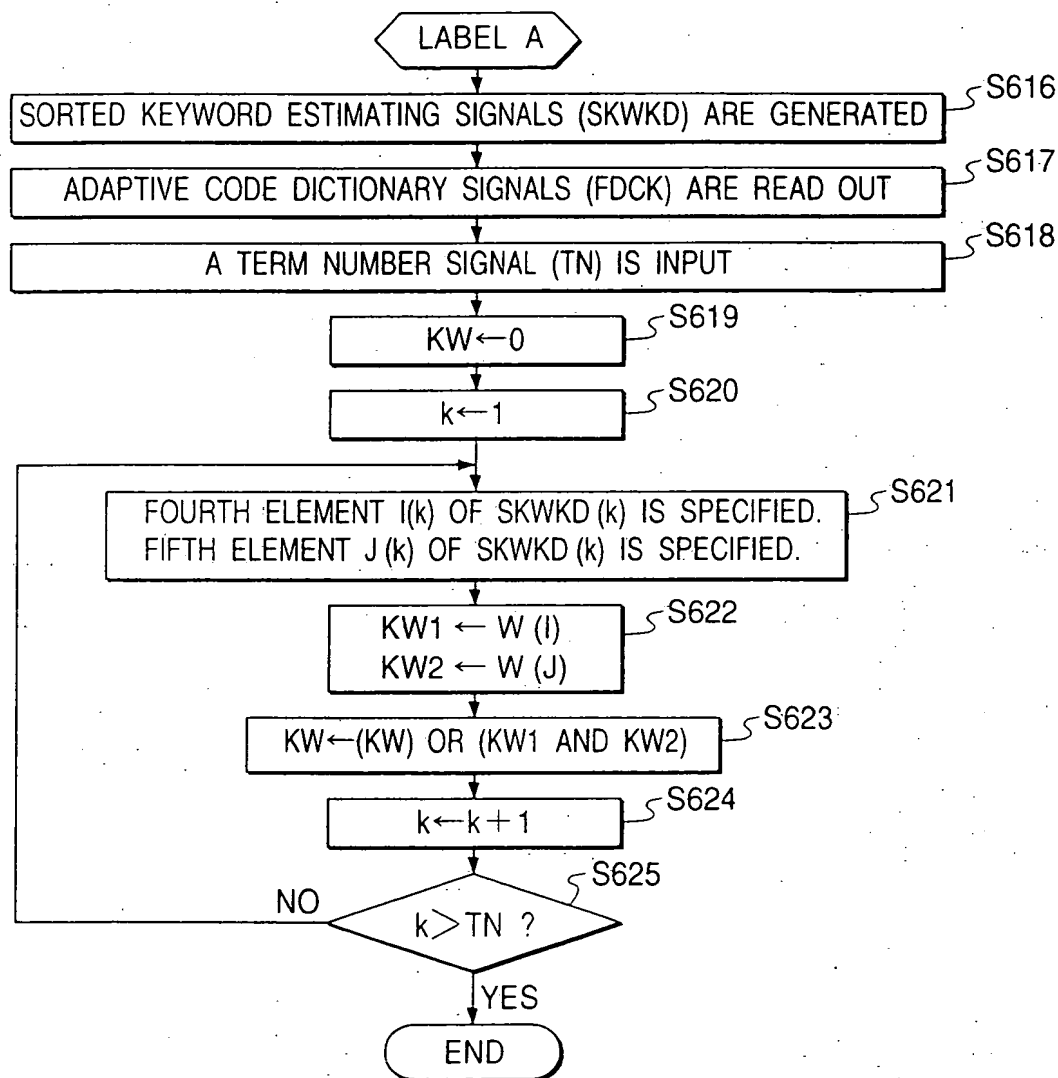 LABEL A
SORTED KEYWORD ESTIMATING SIGNALS (SKWKD) ARE GENERATED
S616
ADAPTIVE CODE DICTIONARY SIGNALS (FDCK) ARE READ OUT
S617
A TERM NUMBER SIGNAL (TN) IS INPUT
S618
KW←0
S619
k←1
S620
FOURTH ELEMENT I(k) OF SKWKD (k) IS SPECIFIED.
FIFTH ELEMENT J (k) OF SKWKD (k) IS SPECIFIED.
S621
KW1 ← W (I)
KW2 ← W (J)
S622
KW←(KW) OR (KW1 AND KW2)
S623
k←k+1
S624
k>TN ?
S625
NO
YES
END